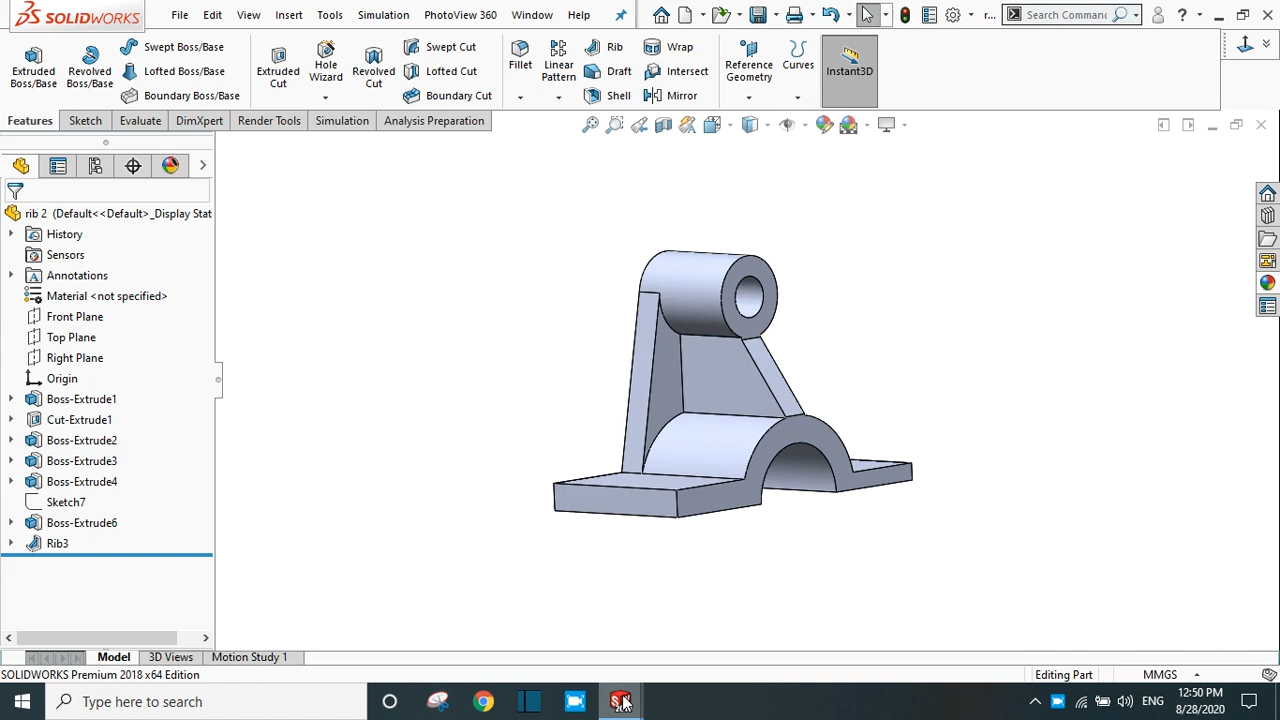 SOLIDWORKS
File Edit View Insert Tools Simulation PhotoView 360 Window Help
r...
Search Command
Extruded Boss/Base
Revolved Boss/Base
Swept Boss/Base
Lofted Boss/Base
Boundary Boss/Base
Extruded Cut
Hole Wizard
Revolved Cut
Swept Cut
Lofted Cut
Boundary Cut
Fillet
Linear Pattern
Rib
Draft
Shell
Wrap
Intersect
Mirror
Reference Geometry
Curves
Instant3D
Features Sketch Evaluate DimXpert Render Tools Simulation Analysis Preparation
rib 2 (Default<<Default>_Display Stat
History
Sensors
Annotations
Material <not specified>
Front Plane
Top Plane
Right Plane
Origin
Boss-Extrude1
Cut-Extrude1
Boss-Extrude2
Boss-Extrude3
Boss-Extrude4
Sketch7
Boss-Extrude6
Rib3
Model 3D Views Motion Study 1
SOLIDWORKS Premium 2018 x64 Edition Editing Part MMGS
Type here to search
ENG
12:50 PM
8/28/2020